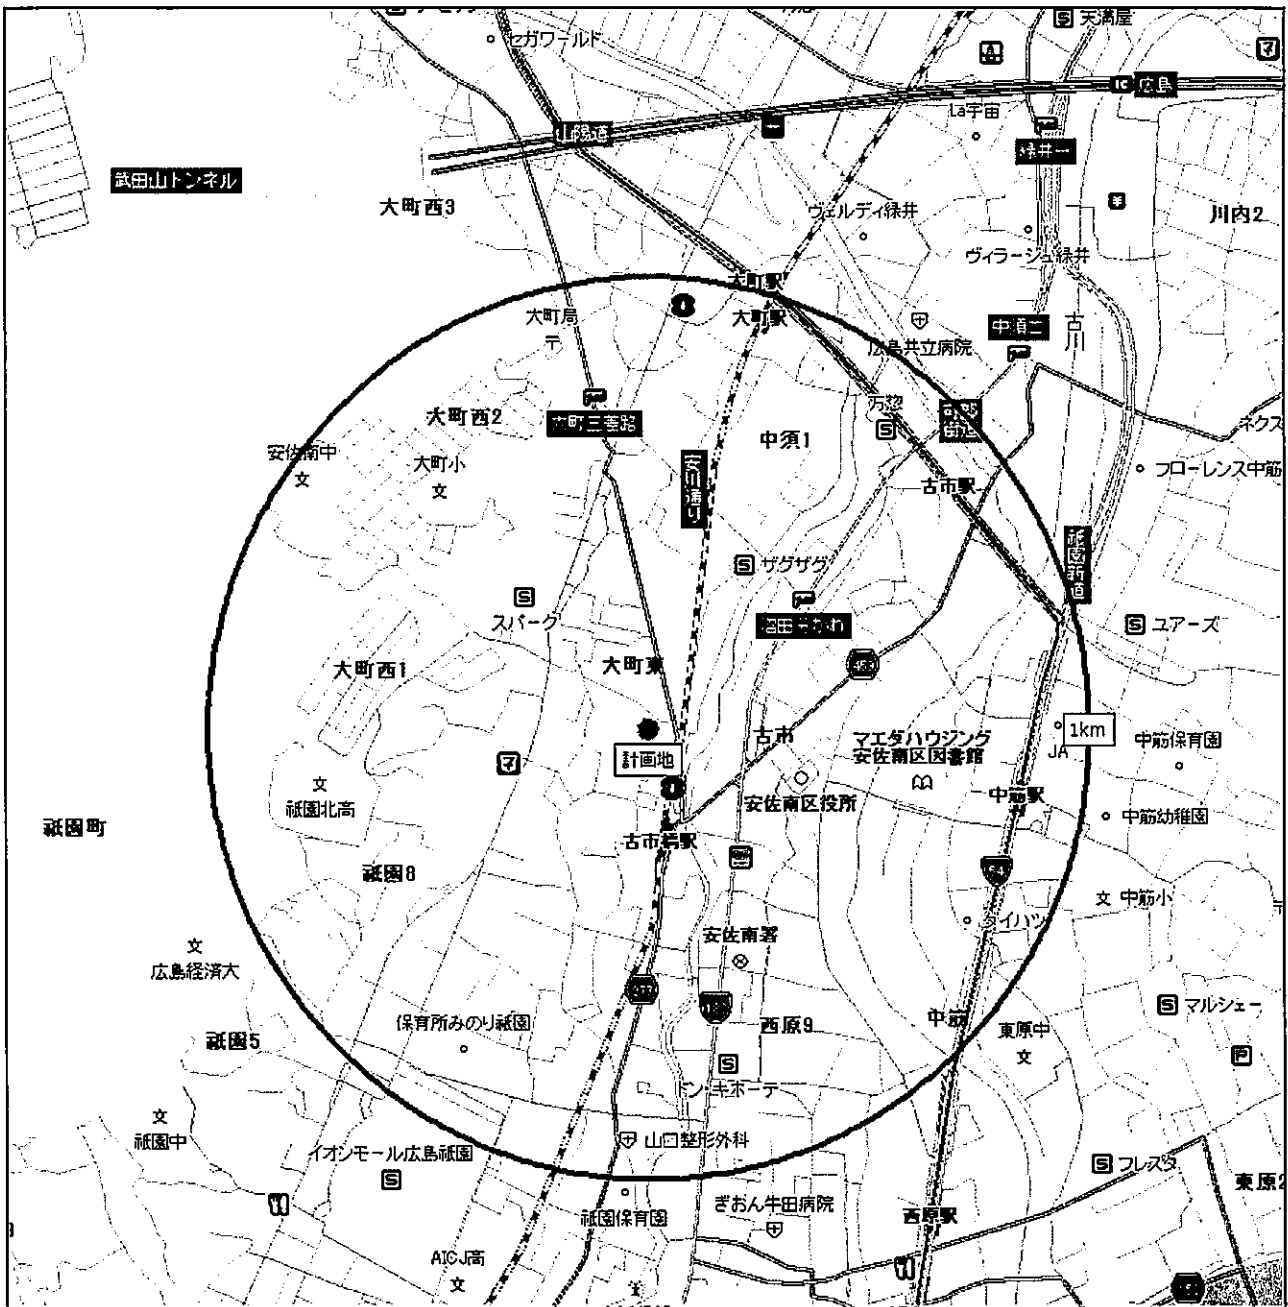 セガワールド
天満屋
広島
山陽道
La宇宙
緑井一
武田山トンネル
大町西3
ヴェルディ緑井
川内2
ヴィラージュ緑井
大町駅
大町局
大町駅
中須二
古川
広島共立病院
大町西2
万惣
中須1
ネクス
安佐南中
文
大町小
文
安川通り
古市駅
フローレンス中筋
祇園新道
S ザグザグ
S
スパーク
S ユアーズ
大町西1
大町東
古市
マエダハウジング
安佐南区図書館
1km
JA
中筋保育園
計画地
文
祇園北高
安佐南区役所
中筋駅
中筋幼稚園
祇園町
古市橋駅
祇園8
54
文 中筋小
ダイハツ
文
広島経済大
安佐南署
S マルシェー
保育所みのり祇園
西原9
中筋
東原中
文
祇園5
P
S
ドン・キホーテ
文
祇園中
山口整形外科
イオンモール広島祇園
S
S フレスタ
東原2
ぎおん牛田病院
祇園保育園
西原駅
AICJ高
文